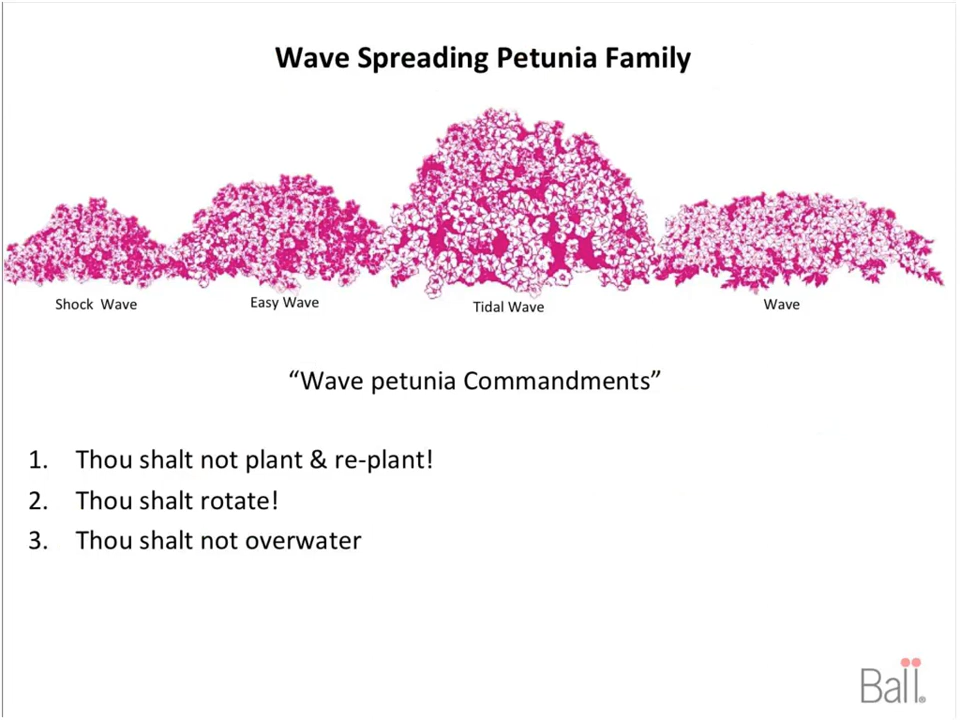 Wave Spreading Petunia Family
Shock Wave
Easy Wave
Tidal Wave
Wave
“Wave petunia Commandments”
1. Thou shalt not plant & re-plant!
2. Thou shalt rotate!
3. Thou shalt not overwater
Ball®